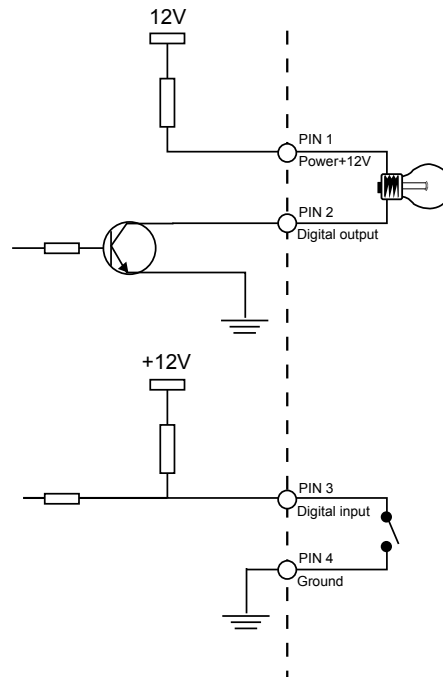 12V
PIN 1
Power+12V
PIN 2
Digital output
+12V
PIN 3
Digital input
PIN 4
Ground